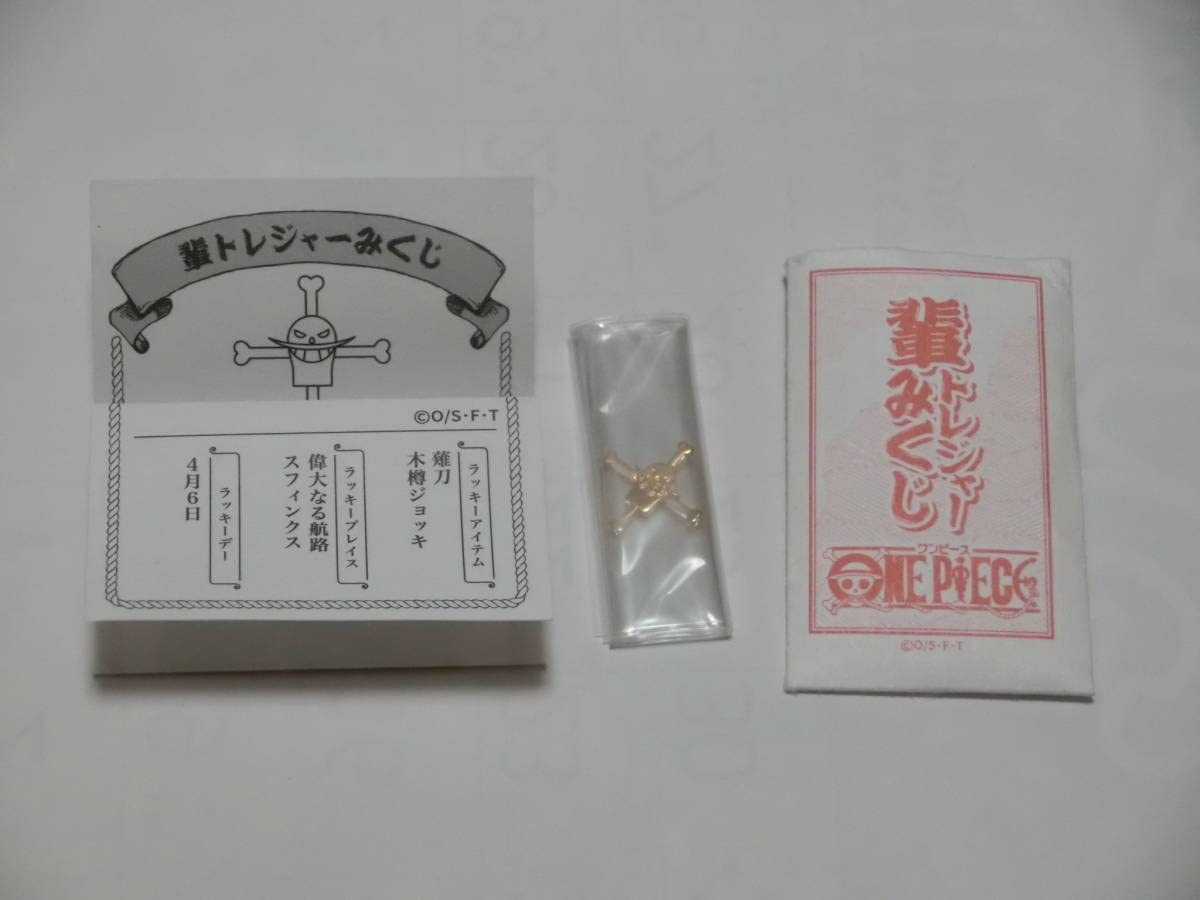 輩トレジャーみくじ
©O/S・F・T
ラッキーアイテム
薙刀
木樽ジョッキ
ラッキープレイス
偉大なる航路
スフィンクス
ラッキーデー
4月6日
輩トレジャー
みくじ
ワンピース
ONE PIECE
©O/S・F・T